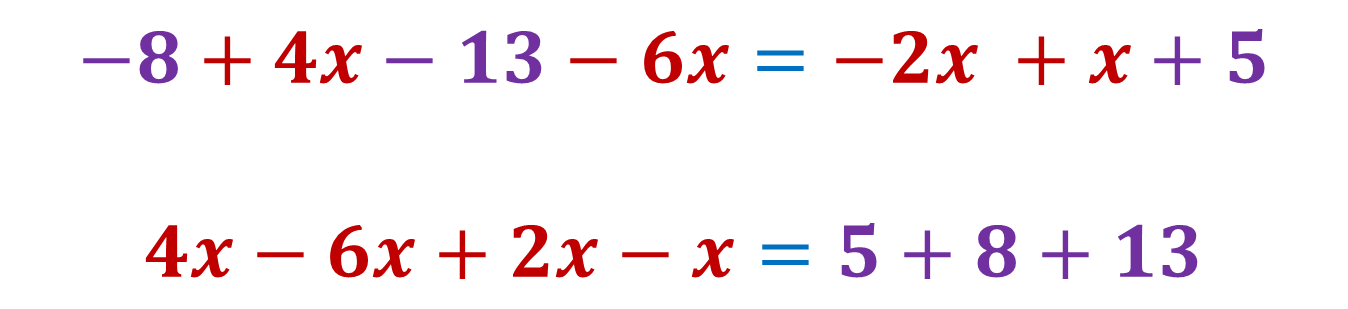 −8 + 4x − 13 − 6x = −2x + x + 5
4x − 6x + 2x − x = 5 + 8 + 13